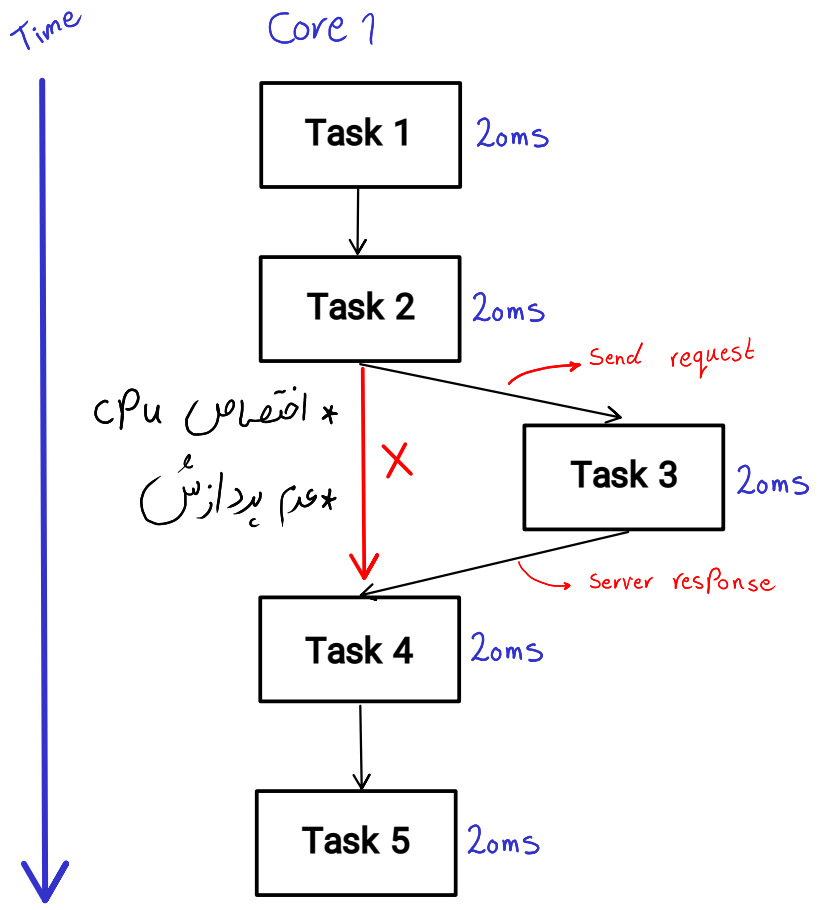 Time
Core 1
Task 1
20ms
Task 2
20ms
send request
* اختصاص cpu
Task 3
20ms
* عدم پردازش
server response
Task 4
20ms
Task 5
20ms